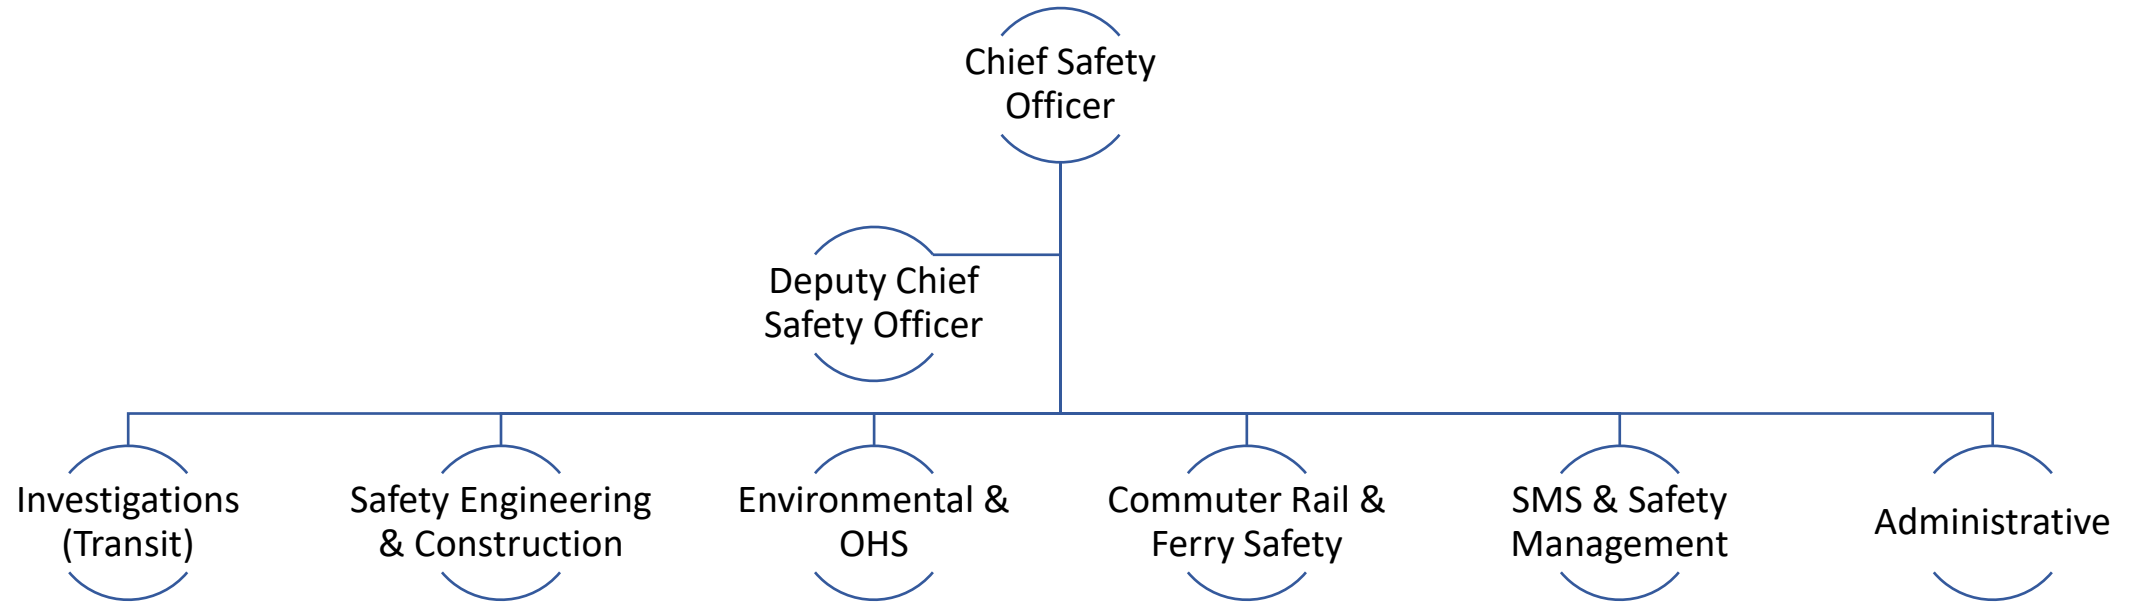 Chief Safety
Officer
Deputy Chief
Safety Officer
Investigations
(Transit)
Safety Engineering
& Construction
Environmental &
OHS
Commuter Rail &
Ferry Safety
SMS & Safety
Management
Administrative